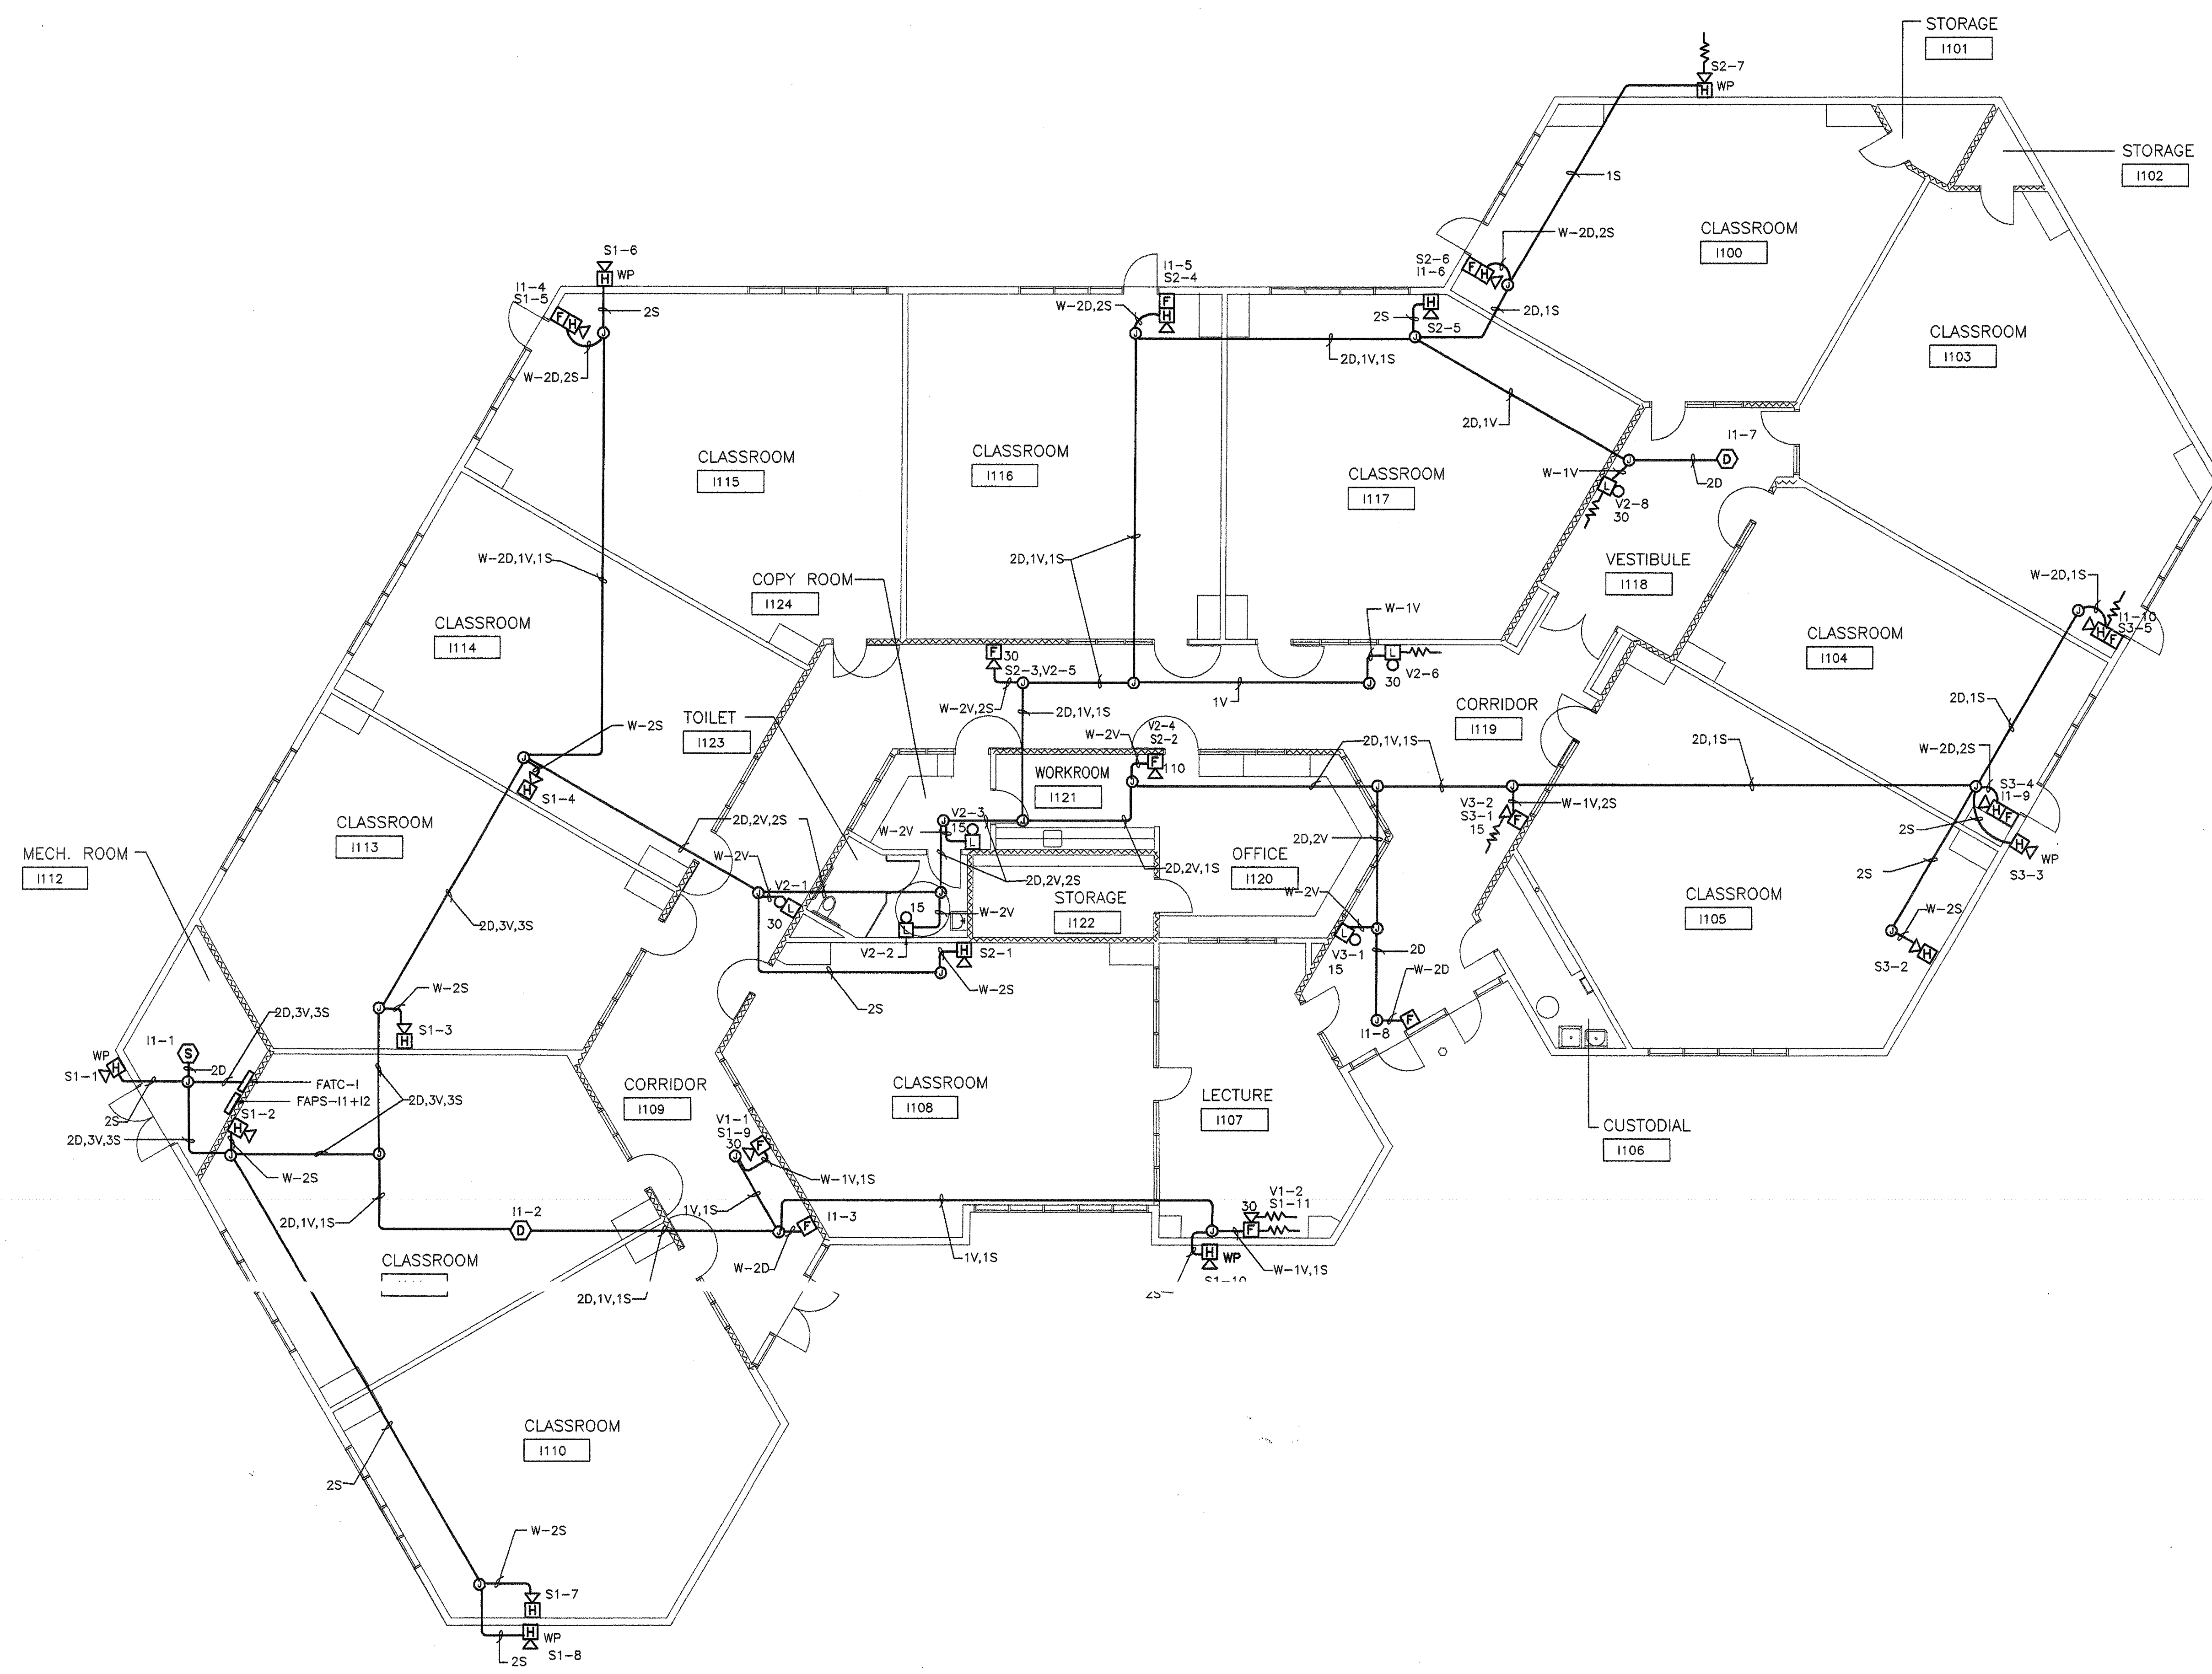 STORAGE
I101
S2-7
WP
H
STORAGE
I102
1S
CLASSROOM
I100
W-2D,2S
S2-6
I1-6
F
H
J
2D,1S
S1-6
WP
H
2S
I1-4
S1-5
F
H
J
W-2D,2S
I1-5
S2-4
F
H
W-2D,2S
J
H
2S
S2-5
J
2D,1V,1S
CLASSROOM
I103
2D,1V
I1-7
D
J
2D
W-1V
L
V2-8
30
CLASSROOM
I115
CLASSROOM
I116
CLASSROOM
I117
W-2D,1V,1S
2D,1V,1S
COPY ROOM
I124
VESTIBULE
I118
W-2D,1S
J
I1-10
S3-5
H
F
W-1V
CLASSROOM
I114
CLASSROOM
I104
F
30
S2-3,V2-5
J
J
L
V2-6
30
J
1V
W-2V,2S
2D,1V,1S
CORRIDOR
I119
2D,1S
TOILET
I123
W-2S
V2-4
S2-2
W-2V
F
110
2D,1V,1S
2D,1S
W-2D,2S
J
H
S1-4
WORKROOM
I121
J
J
J
J
S3-4
I1-9
H
F
CLASSROOM
I113
V2-3
15
W-2V
J
L
J
V3-2
S3-1
15
F
W-1V,2S
2S
H
WP
S3-3
2D,2V,2S
2D,2V
MECH. ROOM
I112
W-2V
V2-1
J
L
30
2D,2V,2S
2D,2V,1S
OFFICE
I120
W-2V
CLASSROOM
I105
2S
15
L
V2-2
J
W-2V
STORAGE
I122
L
V3-1
15
J
2D
J
W-2S
H
S3-2
2D,3V,3S
H
S2-1
J
W-2S
2S
W-2S
J
S1-3
H
W-2D
J
F
I1-8
2D,3V,3S
I1-1
S
WP
H
S1-1
2D
J
FATC-I
FAPS-I1+I2
S1-2
H
2S
2D,3V,3S
2D,3V,3S
J
W-2S
J
CORRIDOR
I109
CLASSROOM
I108
LECTURE
I107
CUSTODIAL
I106
V1-1
S1-9
30
F
J
W-1V,1S
1V,1S
2D,1V,1S
I1-2
D
I1-3
J
F
W-2D
V1-2
S1-11
30
F
J
H
WP
S1-10
W-1V,1S
1V,1S
2S
CLASSROOM
2D,1V,1S
CLASSROOM
I110
2S
W-2S
J
S1-7
H
H
WP
S1-8
2S